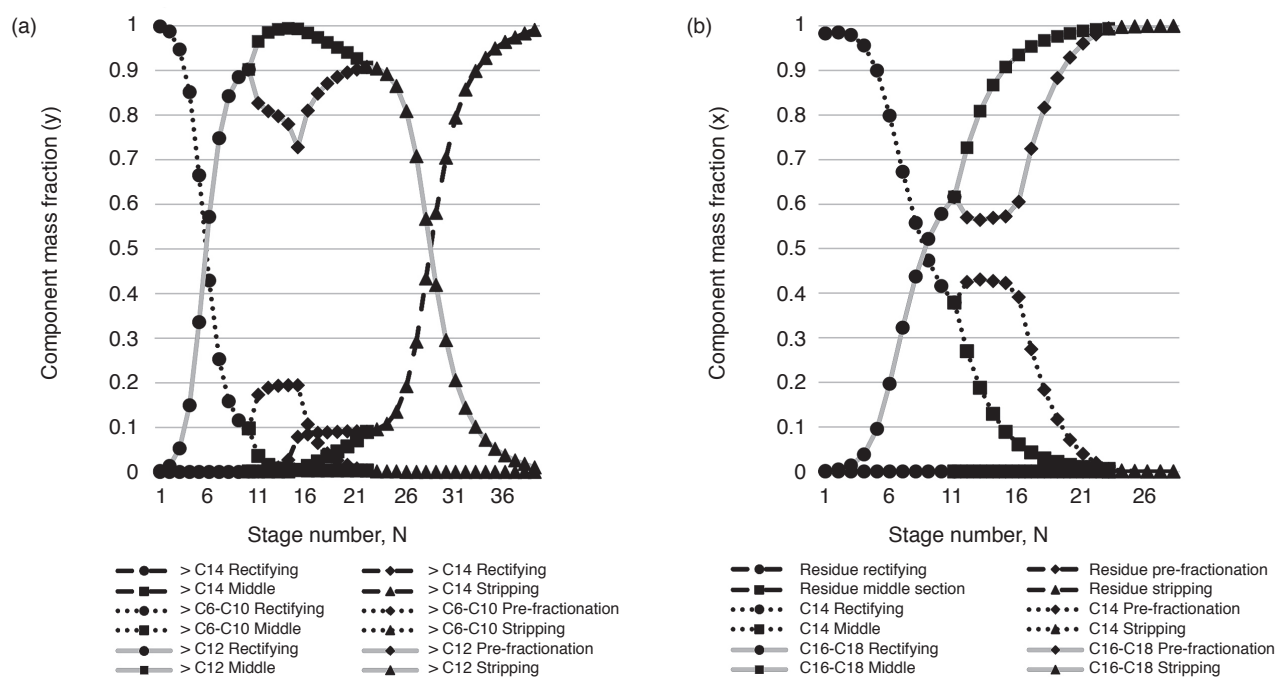 (a)
1
0.9
0.8
0.7
0.6
0.5
0.4
0.3
0.2
0.1
0
Component mass fraction (y)
1 6 11 16 21 26 31 36
Stage number, N
> C14 Rectifying
> C14 Middle
> C6-C10 Rectifying
> C6-C10 Middle
> C12 Rectifying
> C12 Middle
> C14 Rectifying
> C14 Stripping
> C6-C10 Pre-fractionation
> C6-C10 Stripping
> C12 Pre-fractionation
> C12 Stripping
(b)
1
0.9
0.8
0.7
0.6
0.5
0.4
0.3
0.2
0.1
0
Component mass fraction (x)
1 6 11 16 21 26
Stage number, N
Residue rectifying
Residue middle section
C14 Rectifying
C14 Middle
C16-C18 Rectifying
C16-C18 Middle
Residue pre-fractionation
Residue stripping
C14 Pre-fractionation
C14 Stripping
C16-C18 Pre-fractionation
C16-C18 Stripping